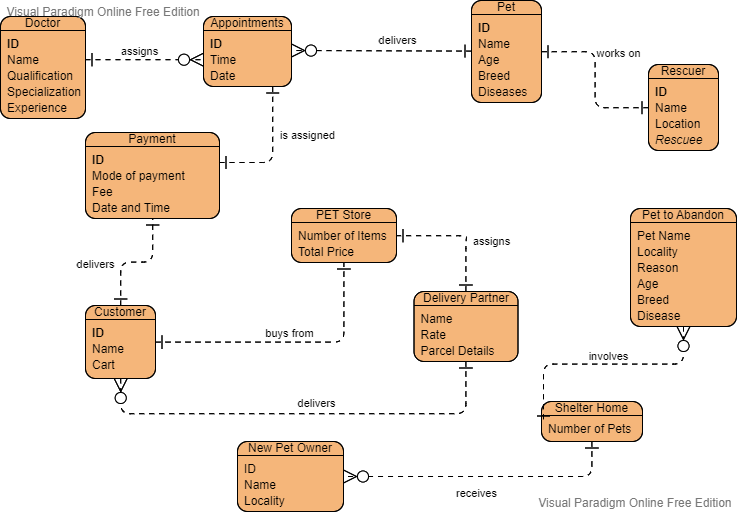 Visual Paradigm Online Free Edition
Doctor
ID
Name
Qualification
Specialization
Experience
assigns
Appointments
ID
Time
Date
delivers
Pet
ID
Name
Age
Breed
Diseases
works on
Rescuer
ID
Name
Location
Rescuee
is assigned
Payment
ID
Mode of payment
Fee
Date and Time
delivers
PET Store
Number of Items
Total Price
assigns
Pet to Abandon
Pet Name
Locality
Reason
Age
Breed
Disease
Customer
ID
Name
Cart
buys from
Delivery Partner
Name
Rate
Parcel Details
involves
delivers
Shelter Home
Number of Pets
New Pet Owner
ID
Name
Locality
receives
Visual Paradigm Online Free Edition